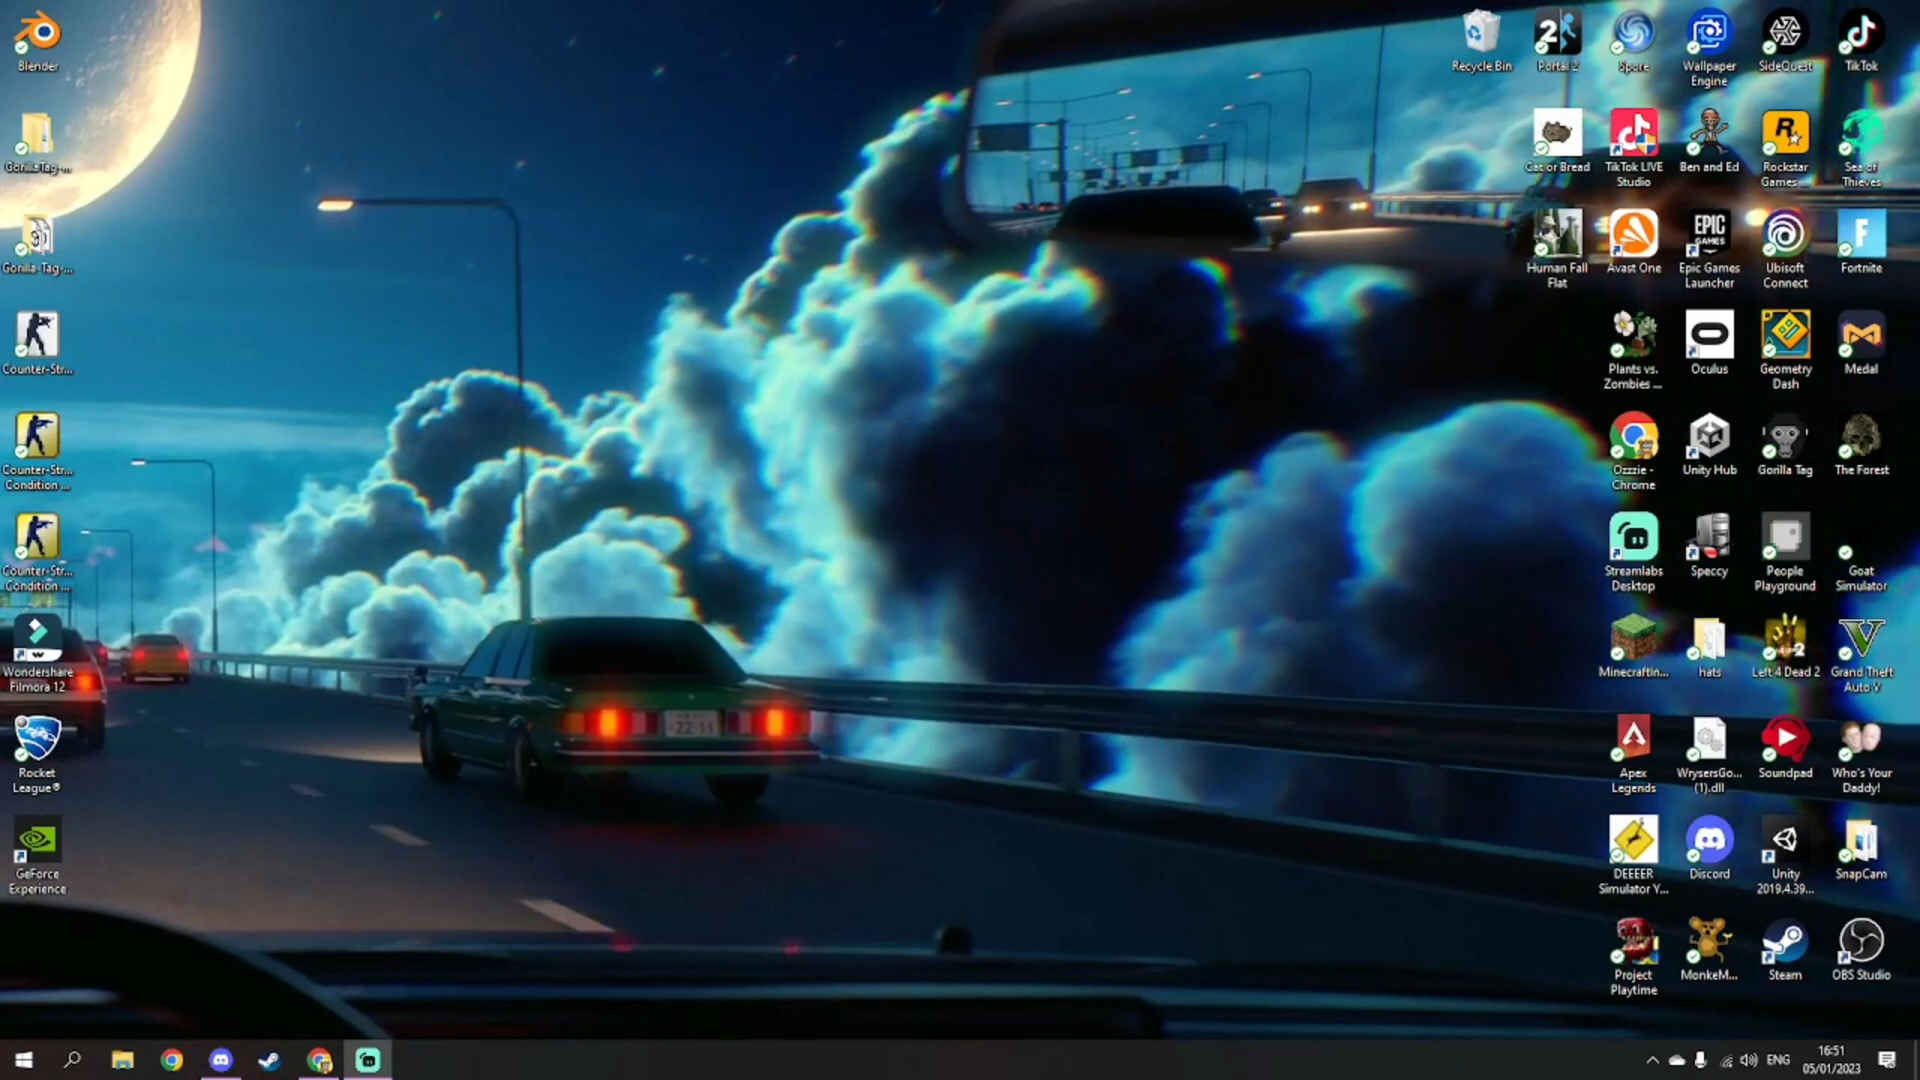 Blender
GorillaTag-...
Gorilla-Tag-...
Counter-Str...
Counter-Str...
Condition ...
Counter-Str...
Condition ...
Wondershare
Filmora 12
Rocket
League®
GeForce
Experience
22-11
Recycle Bin
Portal 2
Spore
Wallpaper
Engine
SideQuest
TikTok
Cat or Bread
TikTok LIVE
Studio
Ben and Ed
Rockstar
Games ...
Sea of
Thieves
Human Fall
Flat
Avast One
EPIC
GAMES
Epic Games
Launcher
Ubisoft
Connect
Fortnite
Plants vs.
Zombies ...
Oculus
Geometry
Dash
Medal
Ozzzie -
Chrome
Unity Hub
Gorilla Tag
The Forest
Streamlabs
Desktop
Speccy
People
Playground
Goat
Simulator
MinecraftIn...
hats
Left 4 Dead 2
Grand Theft
Auto V
Apex
Legends
WrysersGo...
(1).dll
Soundpad
Who's Your
Daddy!
DEEEER
Simulator Y...
Discord
Unity
2019.4.39...
SnapCam
Project
Playtime
MonkeM...
Steam
OBS Studio
ENG
16:51
05/01/2023